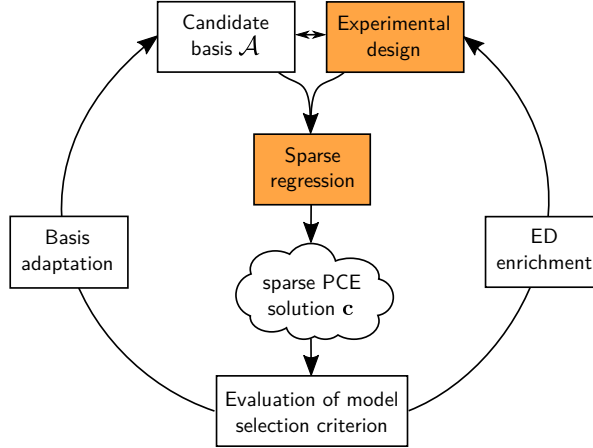 Candidate
basis 𝒜
Experimental
design
Sparse
regression
Basis
adaptation
ED
enrichment
sparse PCE
solution c
Evaluation of model
selection criterion